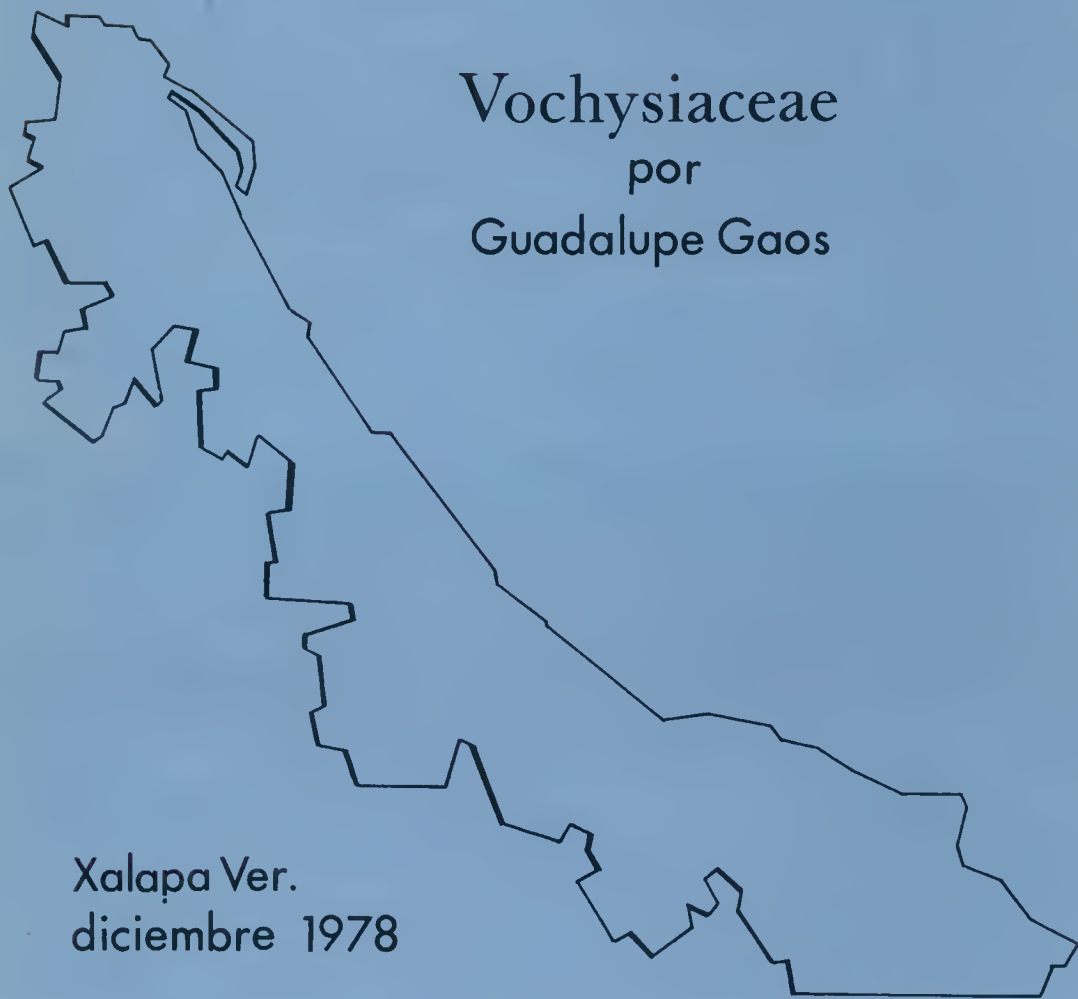 Vochysiaceae
por
Guadalupe Gaos
Xalapa Ver.
diciembre 1978